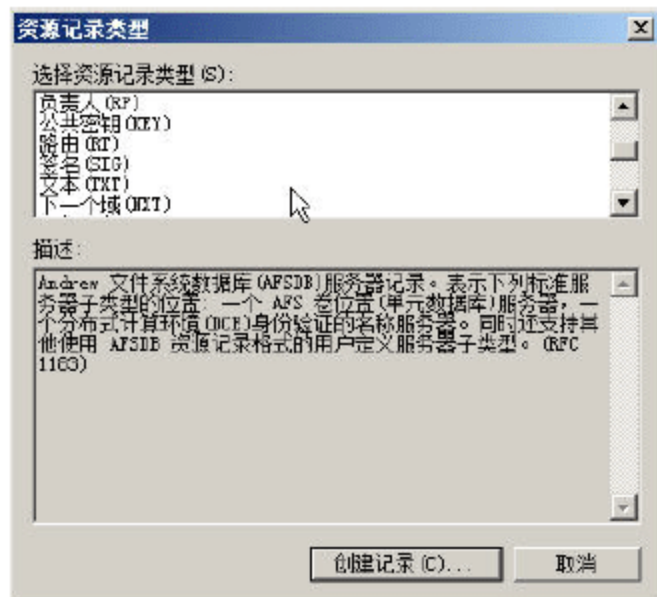 资源记录类型
选择资源记录类型(S):
负责人(RP)
公共密钥(KEY)
路由(RT)
签名(SIG)
文本(TXT)
下一个域(NXT)
描述:
Andrew 文件系统数据库(AFSDB)服务器记录。表示下列标准服
务器子类型的位置: 一个 AFS 卷位置(单元数据库)服务器，一
个分布式计算环境(DCE)身份验证的名称服务器。同时还支持其
他使用 AFSDB 资源记录格式的用户定义服务器子类型。(RFC
1183)
创建记录(C)...
取消